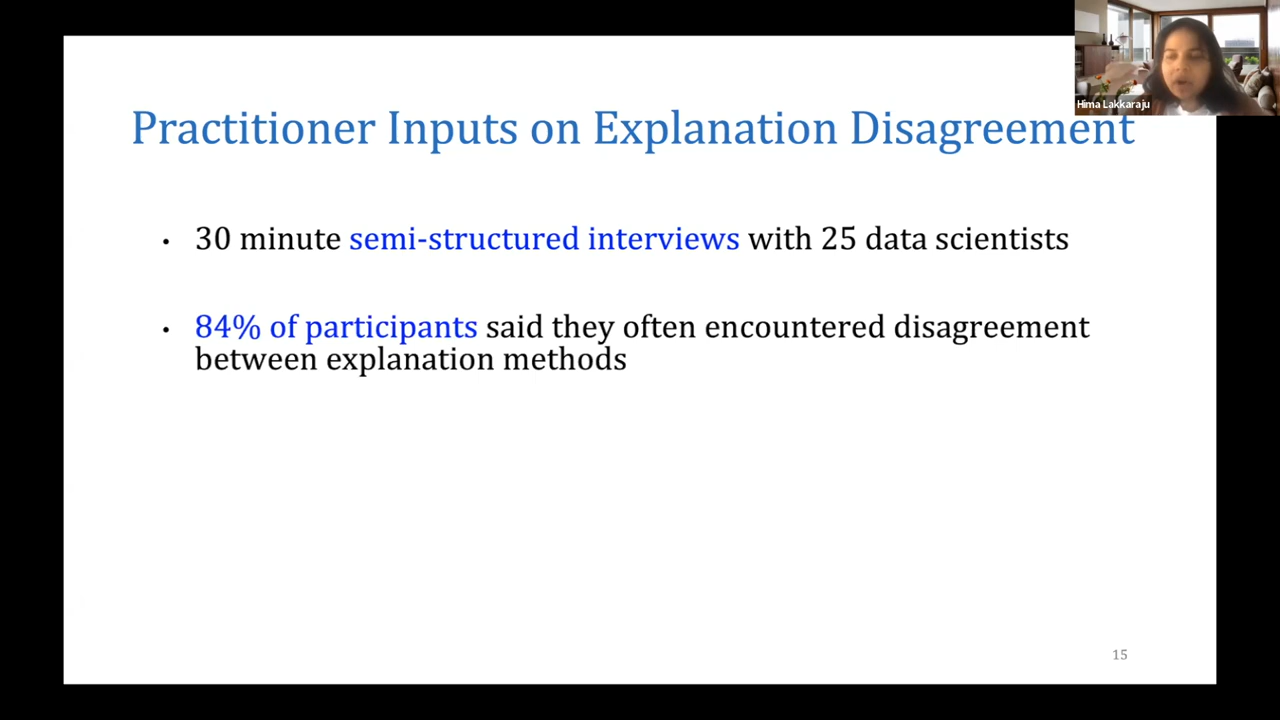 Hima Lakkaraju
Practitioner Inputs on Explanation Disagreement
• 30 minute semi-structured interviews with 25 data scientists
• 84% of participants said they often encountered disagreement
between explanation methods
15